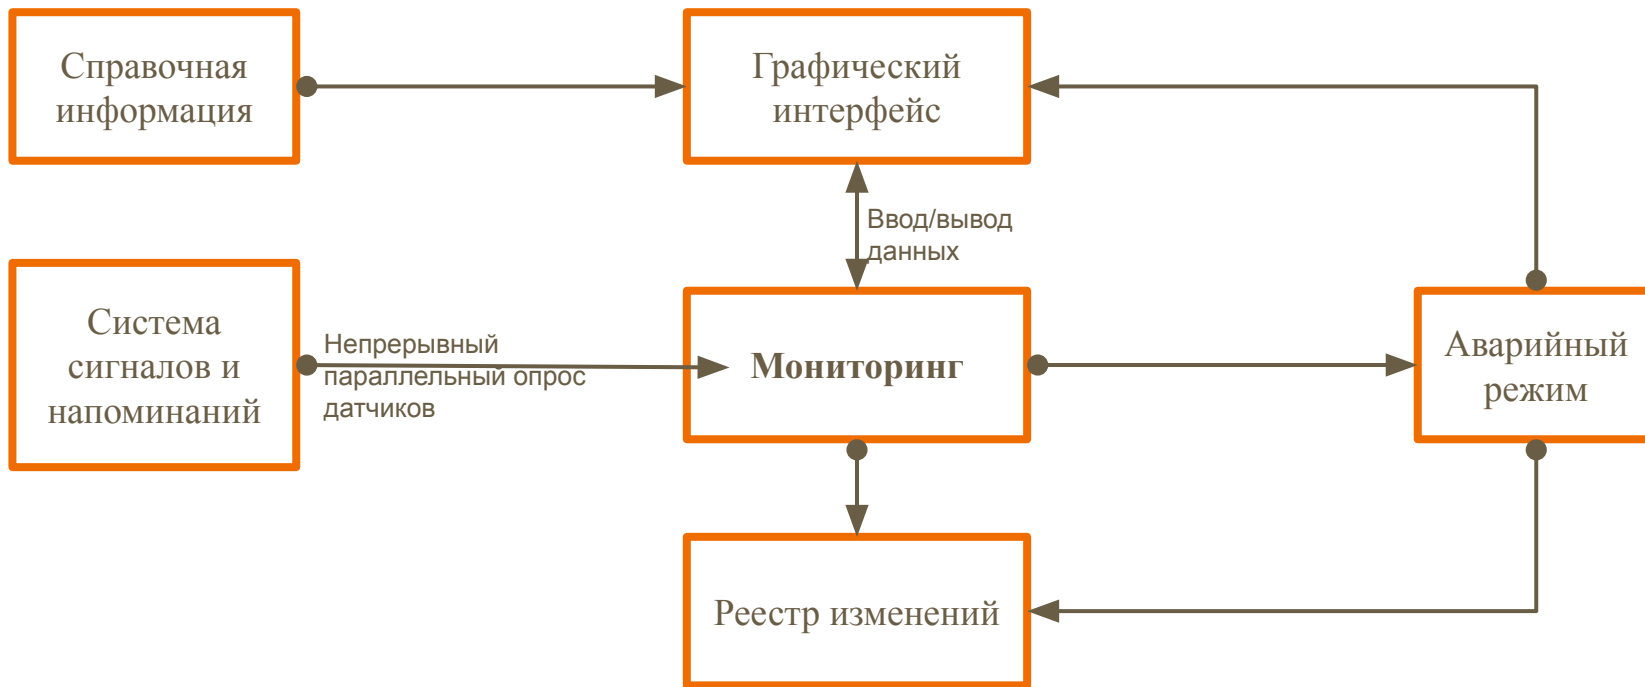 Справочная
информация
Графический
интерфейс
Ввод/вывод
данных
Система
сигналов и
напоминаний
Непрерывный
параллельный опрос
датчиков
Мониторинг
Аварийный
режим
Реестр изменений